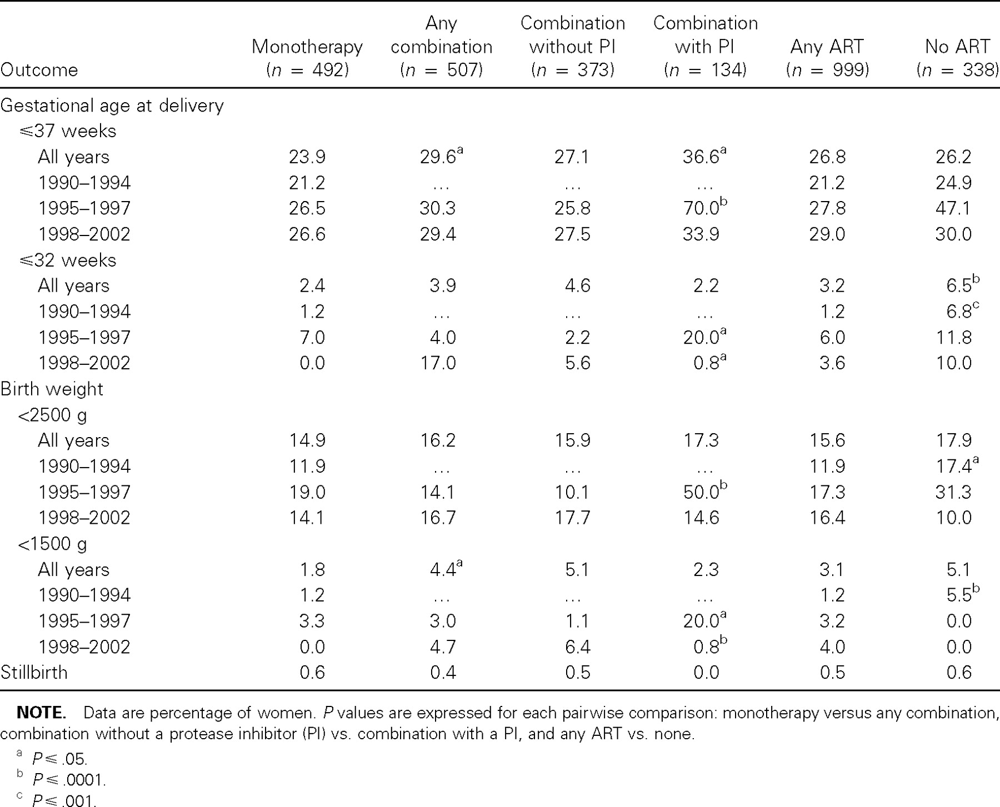 Any Combination Combination
Monotherapy combination without PI with PI Any ART No ART
Outcome (n = 492) (n = 507) (n = 373) (n = 134) (n = 999) (n = 338)
Gestational age at delivery
⩽37 weeks
All years 23.9 29.6a 27.1 36.6a 26.8 26.2
1990–1994 21.2 … … … 21.2 24.9
1995–1997 26.5 30.3 25.8 70.0b 27.8 47.1
1998–2002 26.6 29.4 27.5 33.9 29.0 30.0
⩽32 weeks
All years 2.4 3.9 4.6 2.2 3.2 6.5b
1990–1994 1.2 … … … 1.2 6.8c
1995–1997 7.0 4.0 2.2 20.0a 6.0 11.8
1998–2002 0.0 17.0 5.6 0.8a 3.6 10.0
Birth weight
<2500 g
All years 14.9 16.2 15.9 17.3 15.6 17.9
1990–1994 11.9 … … … 11.9 17.4a
1995–1997 19.0 14.1 10.1 50.0b 17.3 31.3
1998–2002 14.1 16.7 17.7 14.6 16.4 10.0
<1500 g
All years 1.8 4.4a 5.1 2.3 3.1 5.1
1990–1994 1.2 … … … 1.2 5.5b
1995–1997 3.3 3.0 1.1 20.0a 3.2 0.0
1998–2002 0.0 4.7 6.4 0.8b 4.0 0.0
Stillbirth 0.6 0.4 0.5 0.0 0.5 0.6
NOTE. Data are percentage of women. P values are expressed for each pairwise comparison: monotherapy versus any combination,
combination without a protease inhibitor (PI) vs. combination with a PI, and any ART vs. none.
a P⩽ .05.
b P⩽ .0001.
c P⩽ .001.